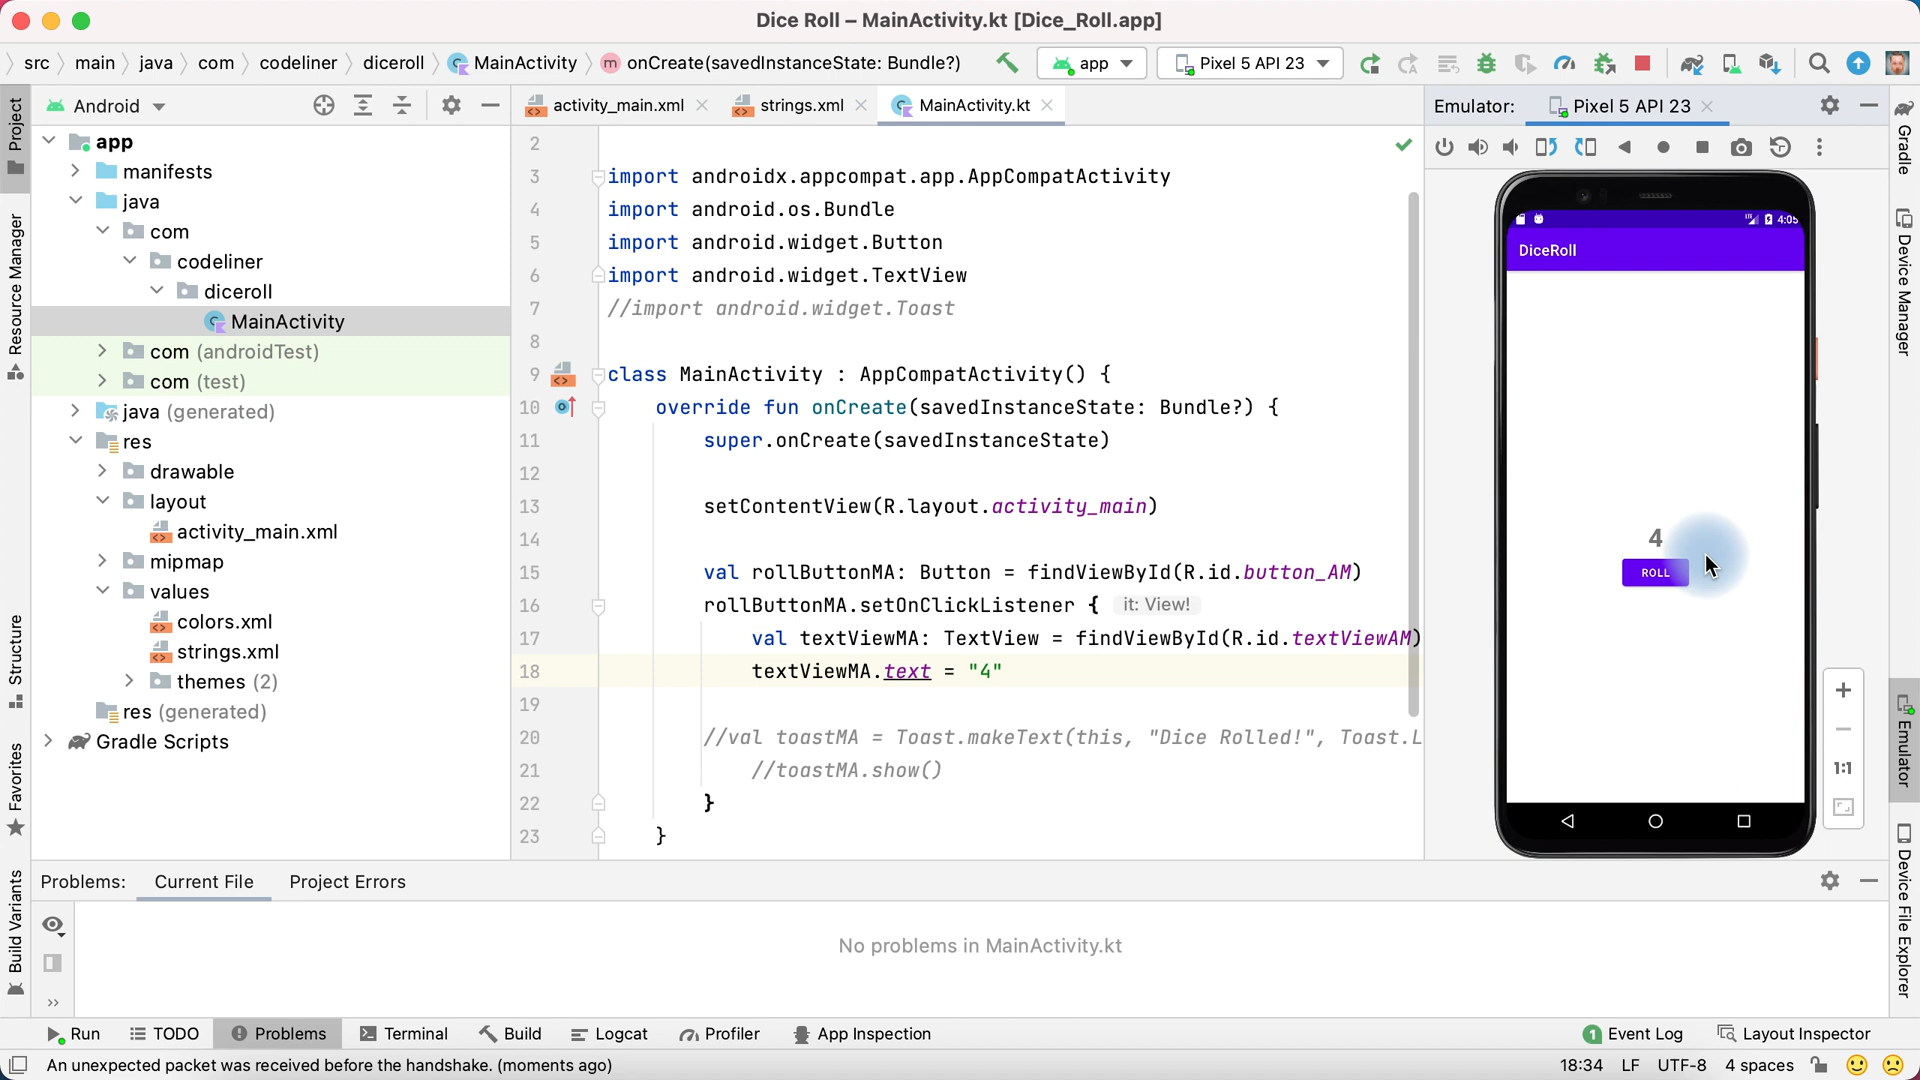 Dice Roll – MainActivity.kt [Dice_Roll.app]
src main java com codeliner diceroll MainActivity m onCreate(savedInstanceState: Bundle?) app Pixel 5 API 23
Android
activity_main.xml strings.xml MainActivity.kt
Emulator: Pixel 5 API 23
Project
Resource Manager
Structure
Favorites
Build Variants
app
manifests
java
com
codeliner
diceroll
MainActivity
com (androidTest)
com (test)
java (generated)
res
drawable
layout
activity_main.xml
mipmap
values
colors.xml
strings.xml
themes (2)
res (generated)
Gradle Scripts
2
3 import androidx.appcompat.app.AppCompatActivity
4 import android.os.Bundle
5 import android.widget.Button
6 import android.widget.TextView
7 //import android.widget.Toast
8
9 class MainActivity : AppCompatActivity() {
10 override fun onCreate(savedInstanceState: Bundle?) {
11 super.onCreate(savedInstanceState)
12
13 setContentView(R.layout.activity_main)
14
15 val rollButtonMA: Button = findViewById(R.id.button_AM)
16 rollButtonMA.setOnClickListener { it: View!
17 val textViewMA: TextView = findViewById(R.id.textViewAM)
18 textViewMA.text = "4"
19
20 //val toastMA = Toast.makeText(this, "Dice Rolled!", Toast.L
21 //toastMA.show()
22 }
23 }
4:05
DiceRoll
4
ROLL
1:1
Gradle
Device Manager
Emulator
Device File Explorer
Problems: Current File Project Errors
No problems in MainActivity.kt
Run TODO Problems Terminal Build Logcat Profiler App Inspection 1 Event Log Layout Inspector
An unexpected packet was received before the handshake. (moments ago) 18:34 LF UTF-8 4 spaces